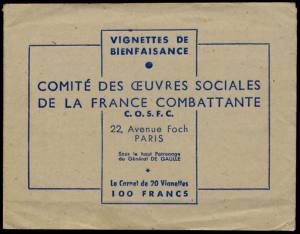 VIGNETTES DE
BIENFAISANCE
COMITÉ DES ŒUVRES SOCIALES
DE LA FRANCE COMBATTANTE
C. O. S. F. C.
22, Avenue Foch
PARIS
Sous le haut Patronage
du Général DE GAULLE
Le Carnet de 20 Vignettes
100 FRANCS